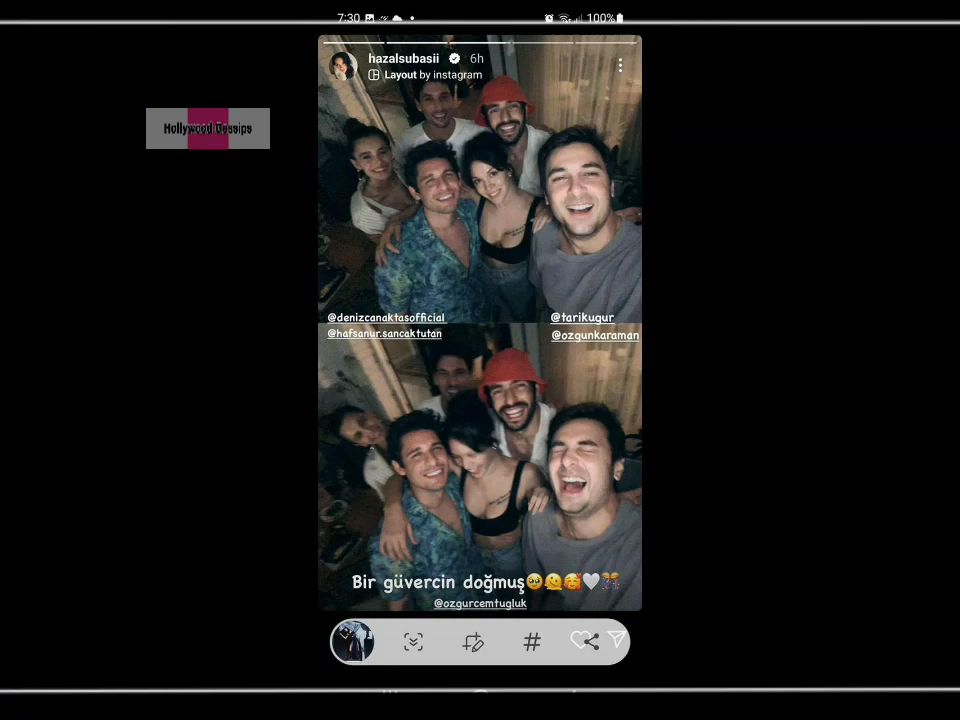 7:30
100%
Hollywood Gossips
hazalsubasii 6h
Layout by instagram
@denizcanaktasofficial
@tarikugur
@hafsanur.sancaktutan
@ozgunkaraman
Bir güvercin doğmuş🥹🫠🥰🤍👯
@ozgurcemtugluk